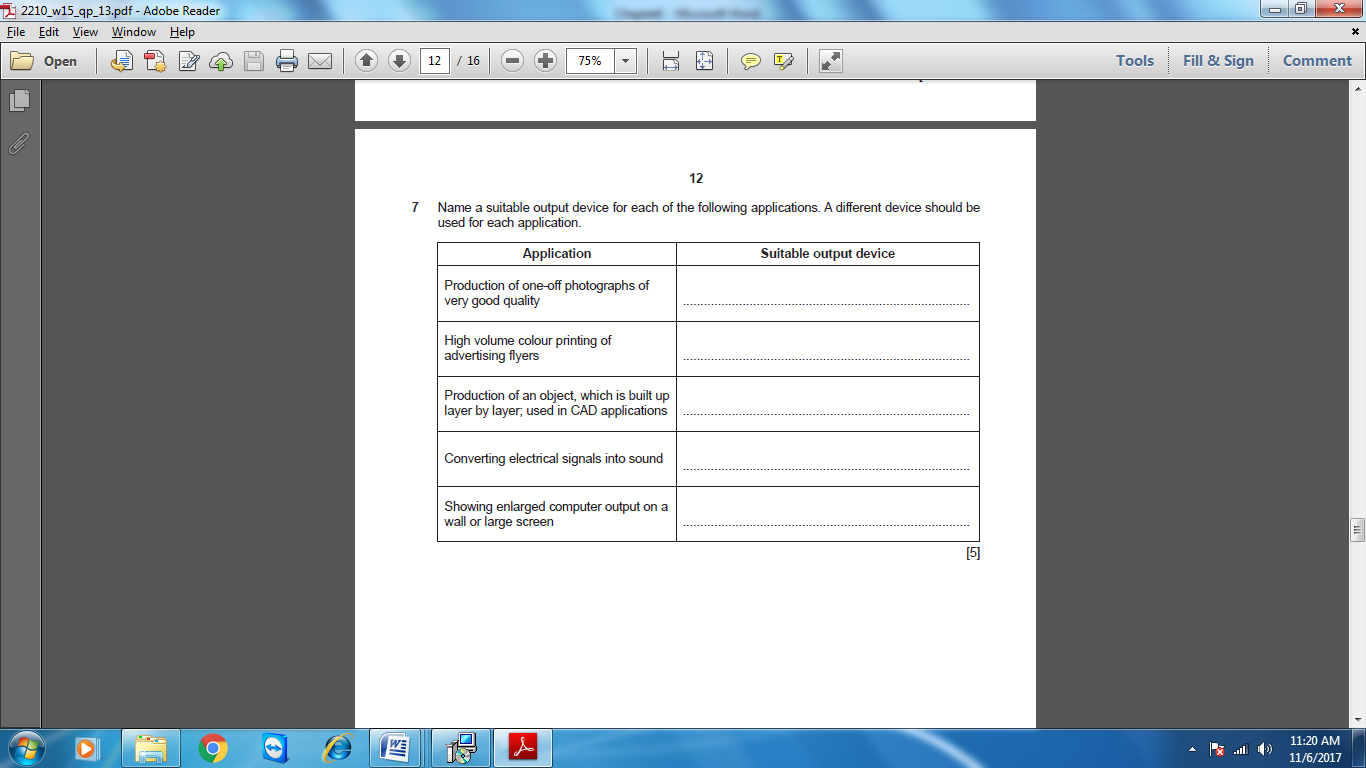 2210_w15_qp_13.pdf - Adobe Reader
File Edit View Window Help
Open 12 / 16 75% Tools Fill & Sign Comment
12
7 Name a suitable output device for each of the following applications. A different device should be
used for each application.
Application Suitable output device
Production of one-off photographs of
very good quality ................................................................................
High volume colour printing of
advertising flyers ................................................................................
Production of an object, which is built up
layer by layer; used in CAD applications ................................................................................
Converting electrical signals into sound ................................................................................
Showing enlarged computer output on a
wall or large screen ................................................................................
[5]
11:20 AM
11/6/2017